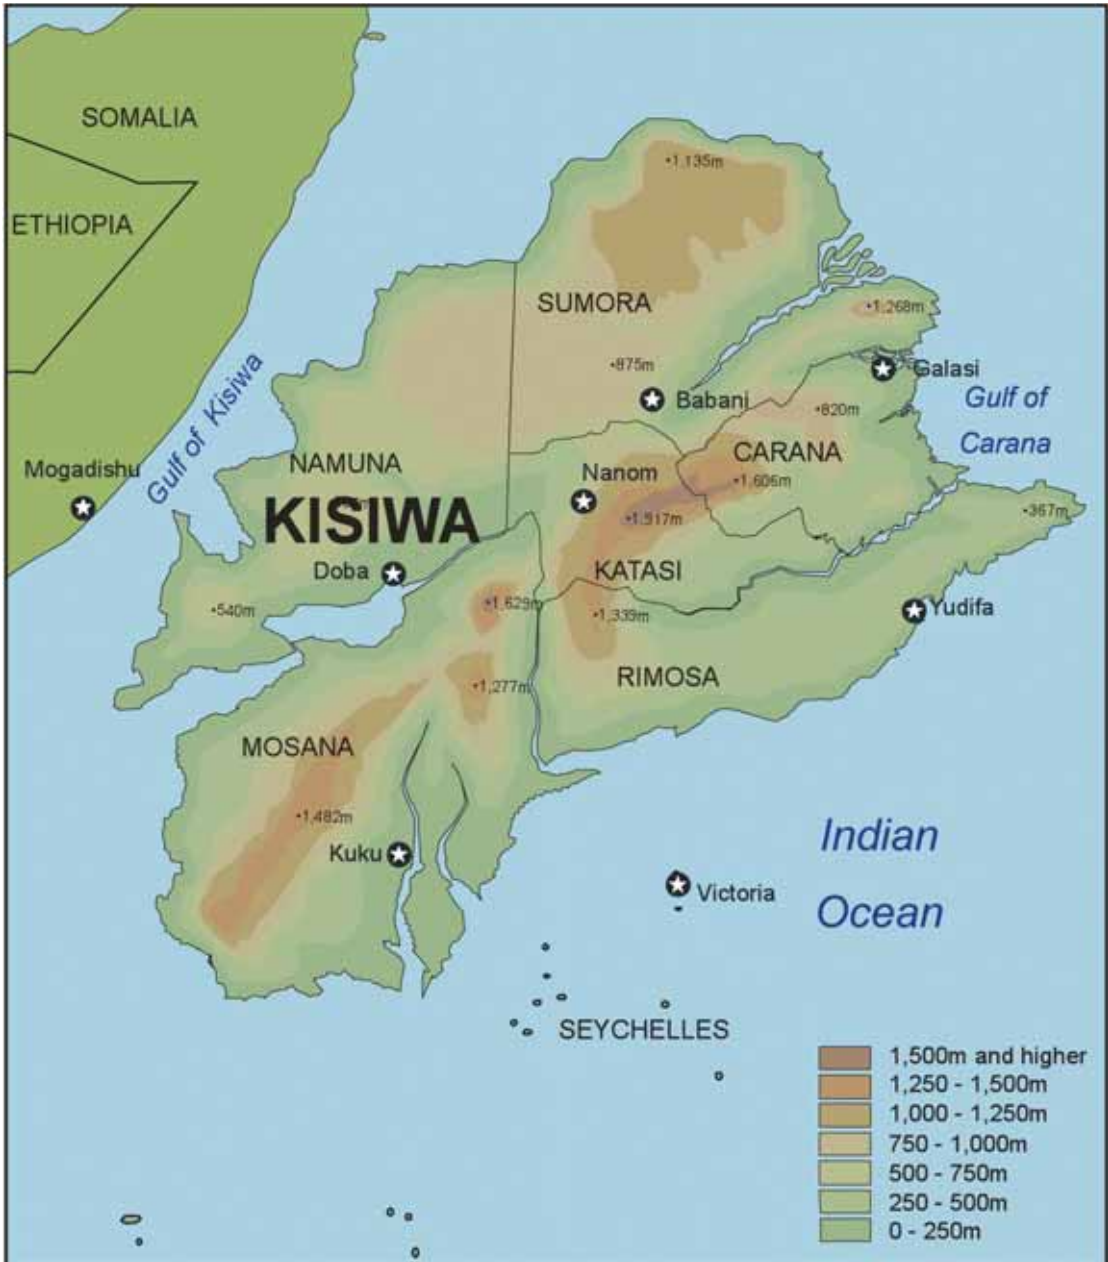 SOMALIA
•1,135m
ETHIOPIA
SUMORA
•1,268m
•875m
Galasi
Babani
Gulf of
Carana
•820m
Gulf of Kisiwa
CARANA
NAMUNA
Mogadishu
Nanom
•1.606m
KISIWA
•1.917m
•367m
Doba
KATASI
•540m
•1,629m
•1,339m
Yudifa
RIMOSA
•1,277m
MOSANA
•1,482m
Kuku
Indian
Ocean
Victoria
SEYCHELLES
1,500m and higher
1,250 - 1,500m
1,000 - 1,250m
750 - 1,000m
500 - 750m
250 - 500m
0 - 250m